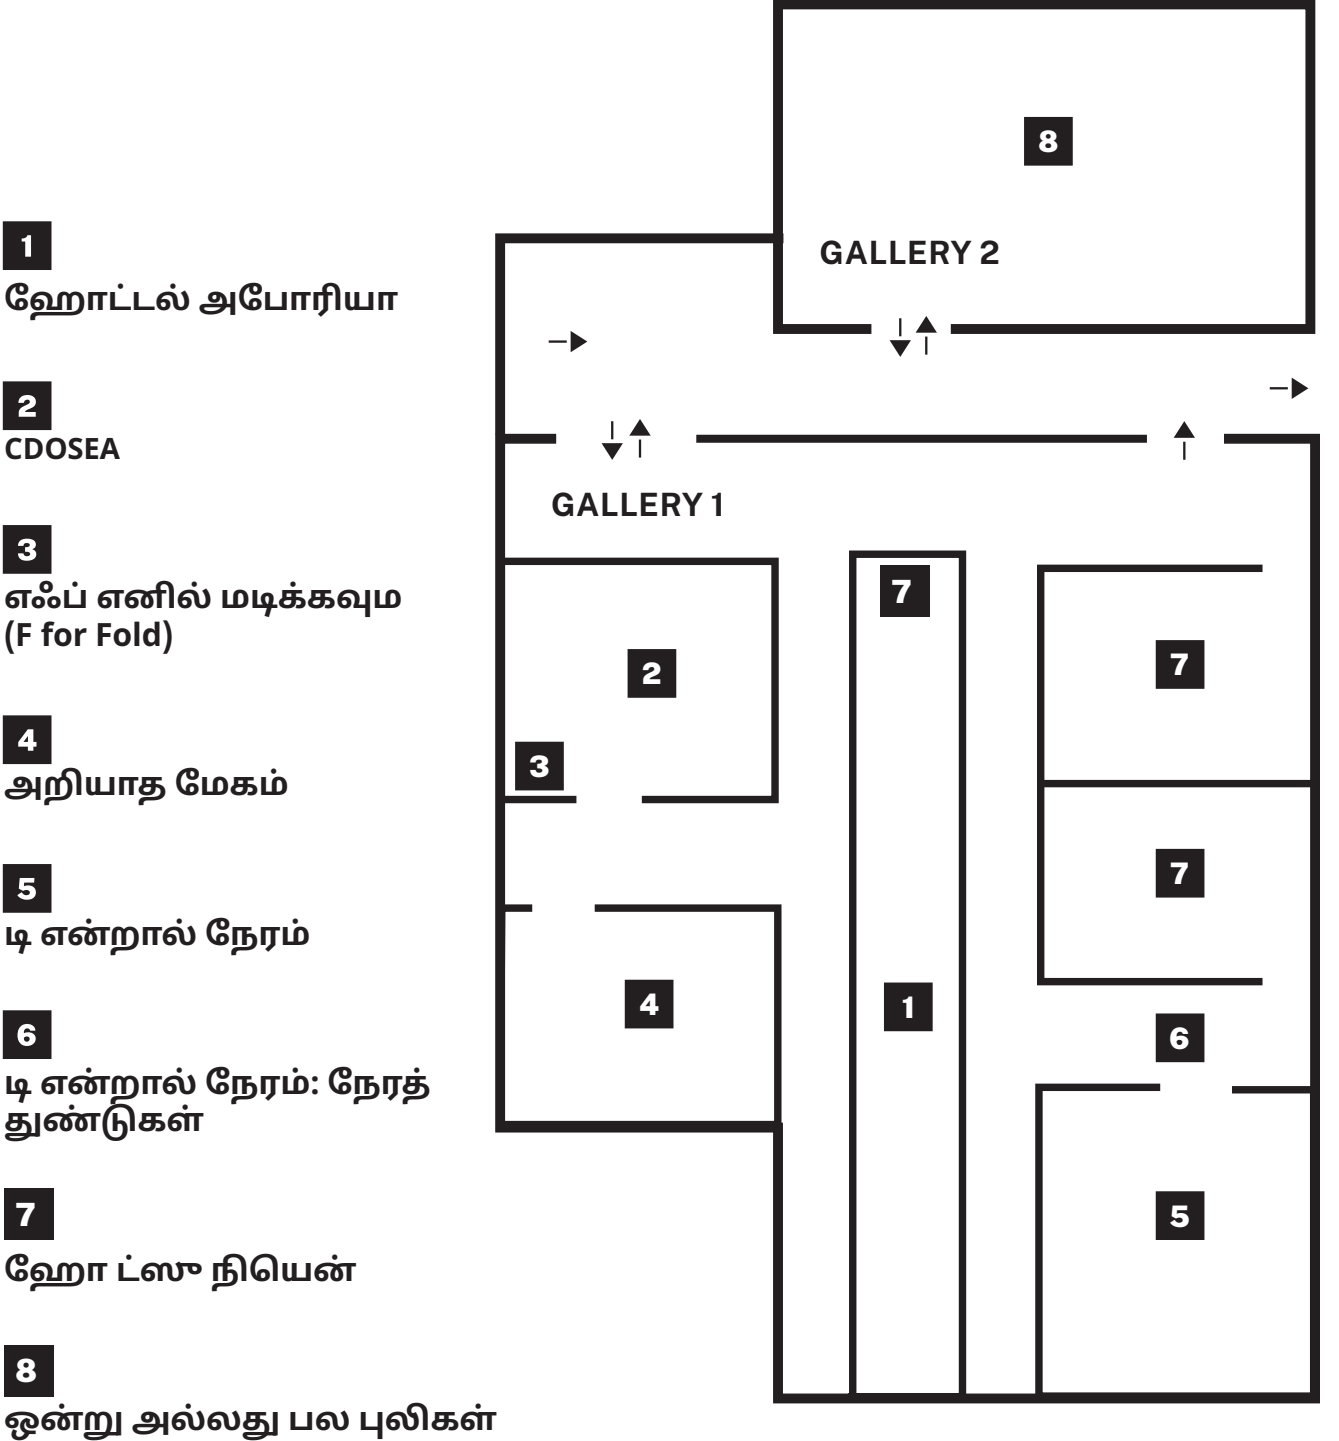 1
ஹோட்டல் அபோரியா
2
CDOSEA
3
எஃப் எனில் மடிக்கவும
(F for Fold)
4
அறியாத மேகம்
5
டி என்றால் நேரம்
6
டி என்றால் நேரம்: நேரத்
துண்டுகள்
7
ஹோ ட்ஸு நியென்
8
ஒன்று அல்லது பல புலிகள்
8
GALLERY 2
GALLERY 1
7
7
2
3
7
4
1
6
5